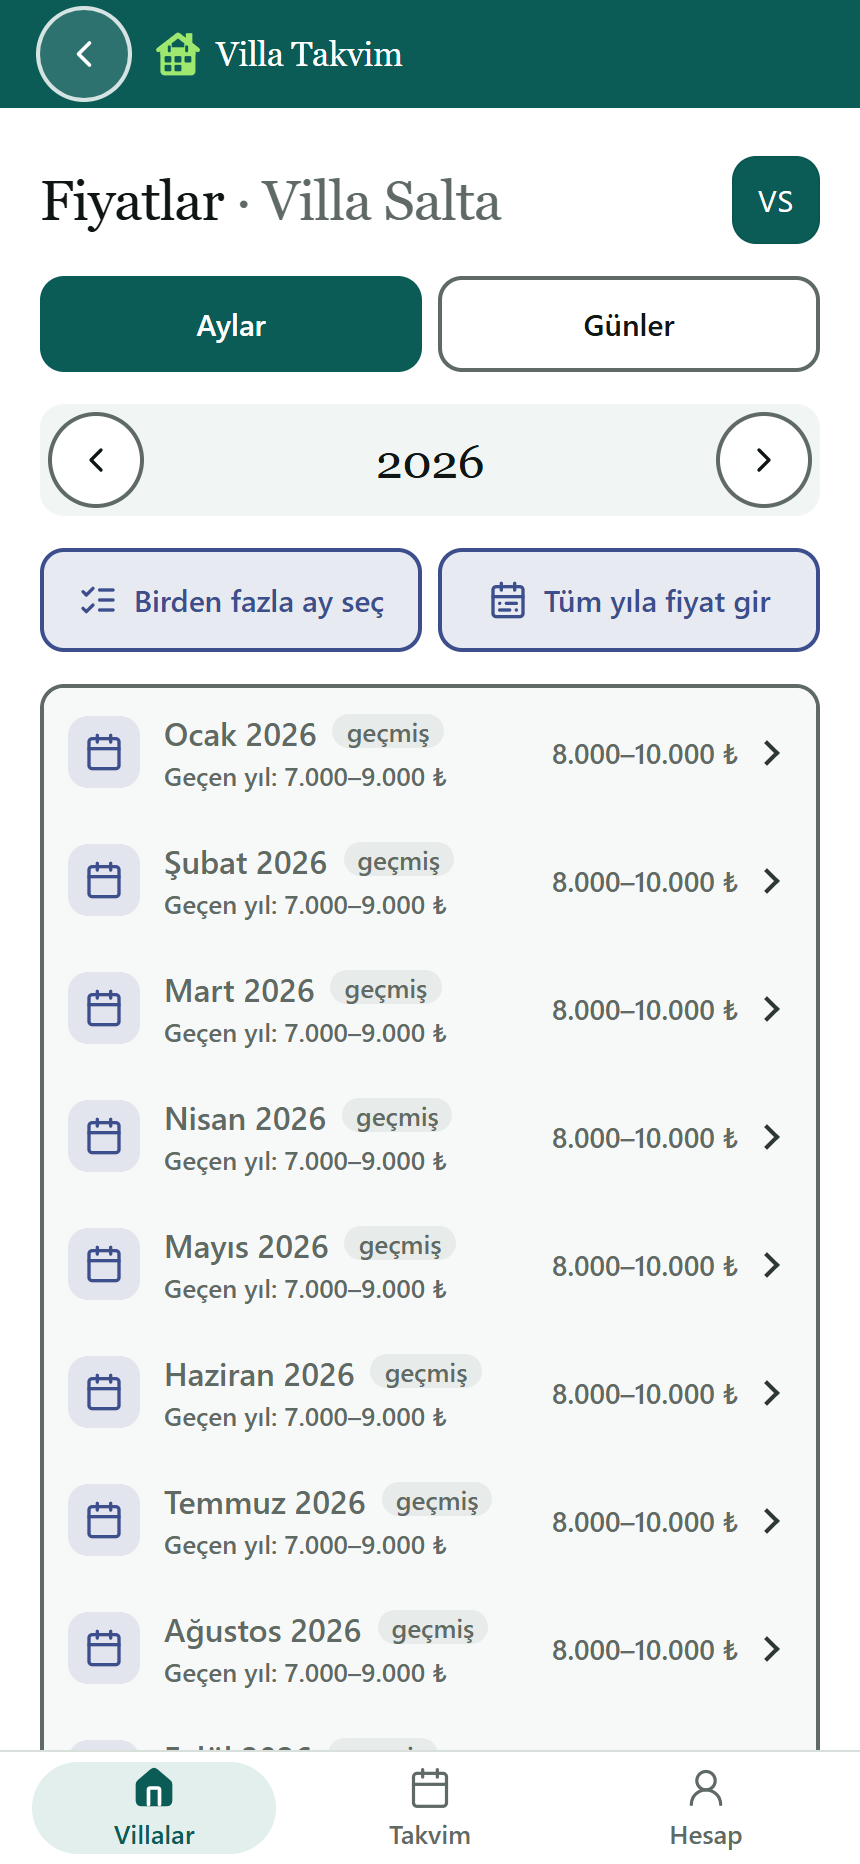 Villa Takvim
Fiyatlar · Villa Salta
VS
Aylar
Günler
2026
Birden fazla ay seç
Tüm yıla fiyat gir
Ocak 2026 geçmiş
Geçen yıl: 7.000–9.000 ₺
8.000–10.000 ₺
Şubat 2026 geçmiş
Geçen yıl: 7.000–9.000 ₺
8.000–10.000 ₺
Mart 2026 geçmiş
Geçen yıl: 7.000–9.000 ₺
8.000–10.000 ₺
Nisan 2026 geçmiş
Geçen yıl: 7.000–9.000 ₺
8.000–10.000 ₺
Mayıs 2026 geçmiş
Geçen yıl: 7.000–9.000 ₺
8.000–10.000 ₺
Haziran 2026 geçmiş
Geçen yıl: 7.000–9.000 ₺
8.000–10.000 ₺
Temmuz 2026 geçmiş
Geçen yıl: 7.000–9.000 ₺
8.000–10.000 ₺
Ağustos 2026 geçmiş
Geçen yıl: 7.000–9.000 ₺
8.000–10.000 ₺
Villalar
Takvim
Hesap